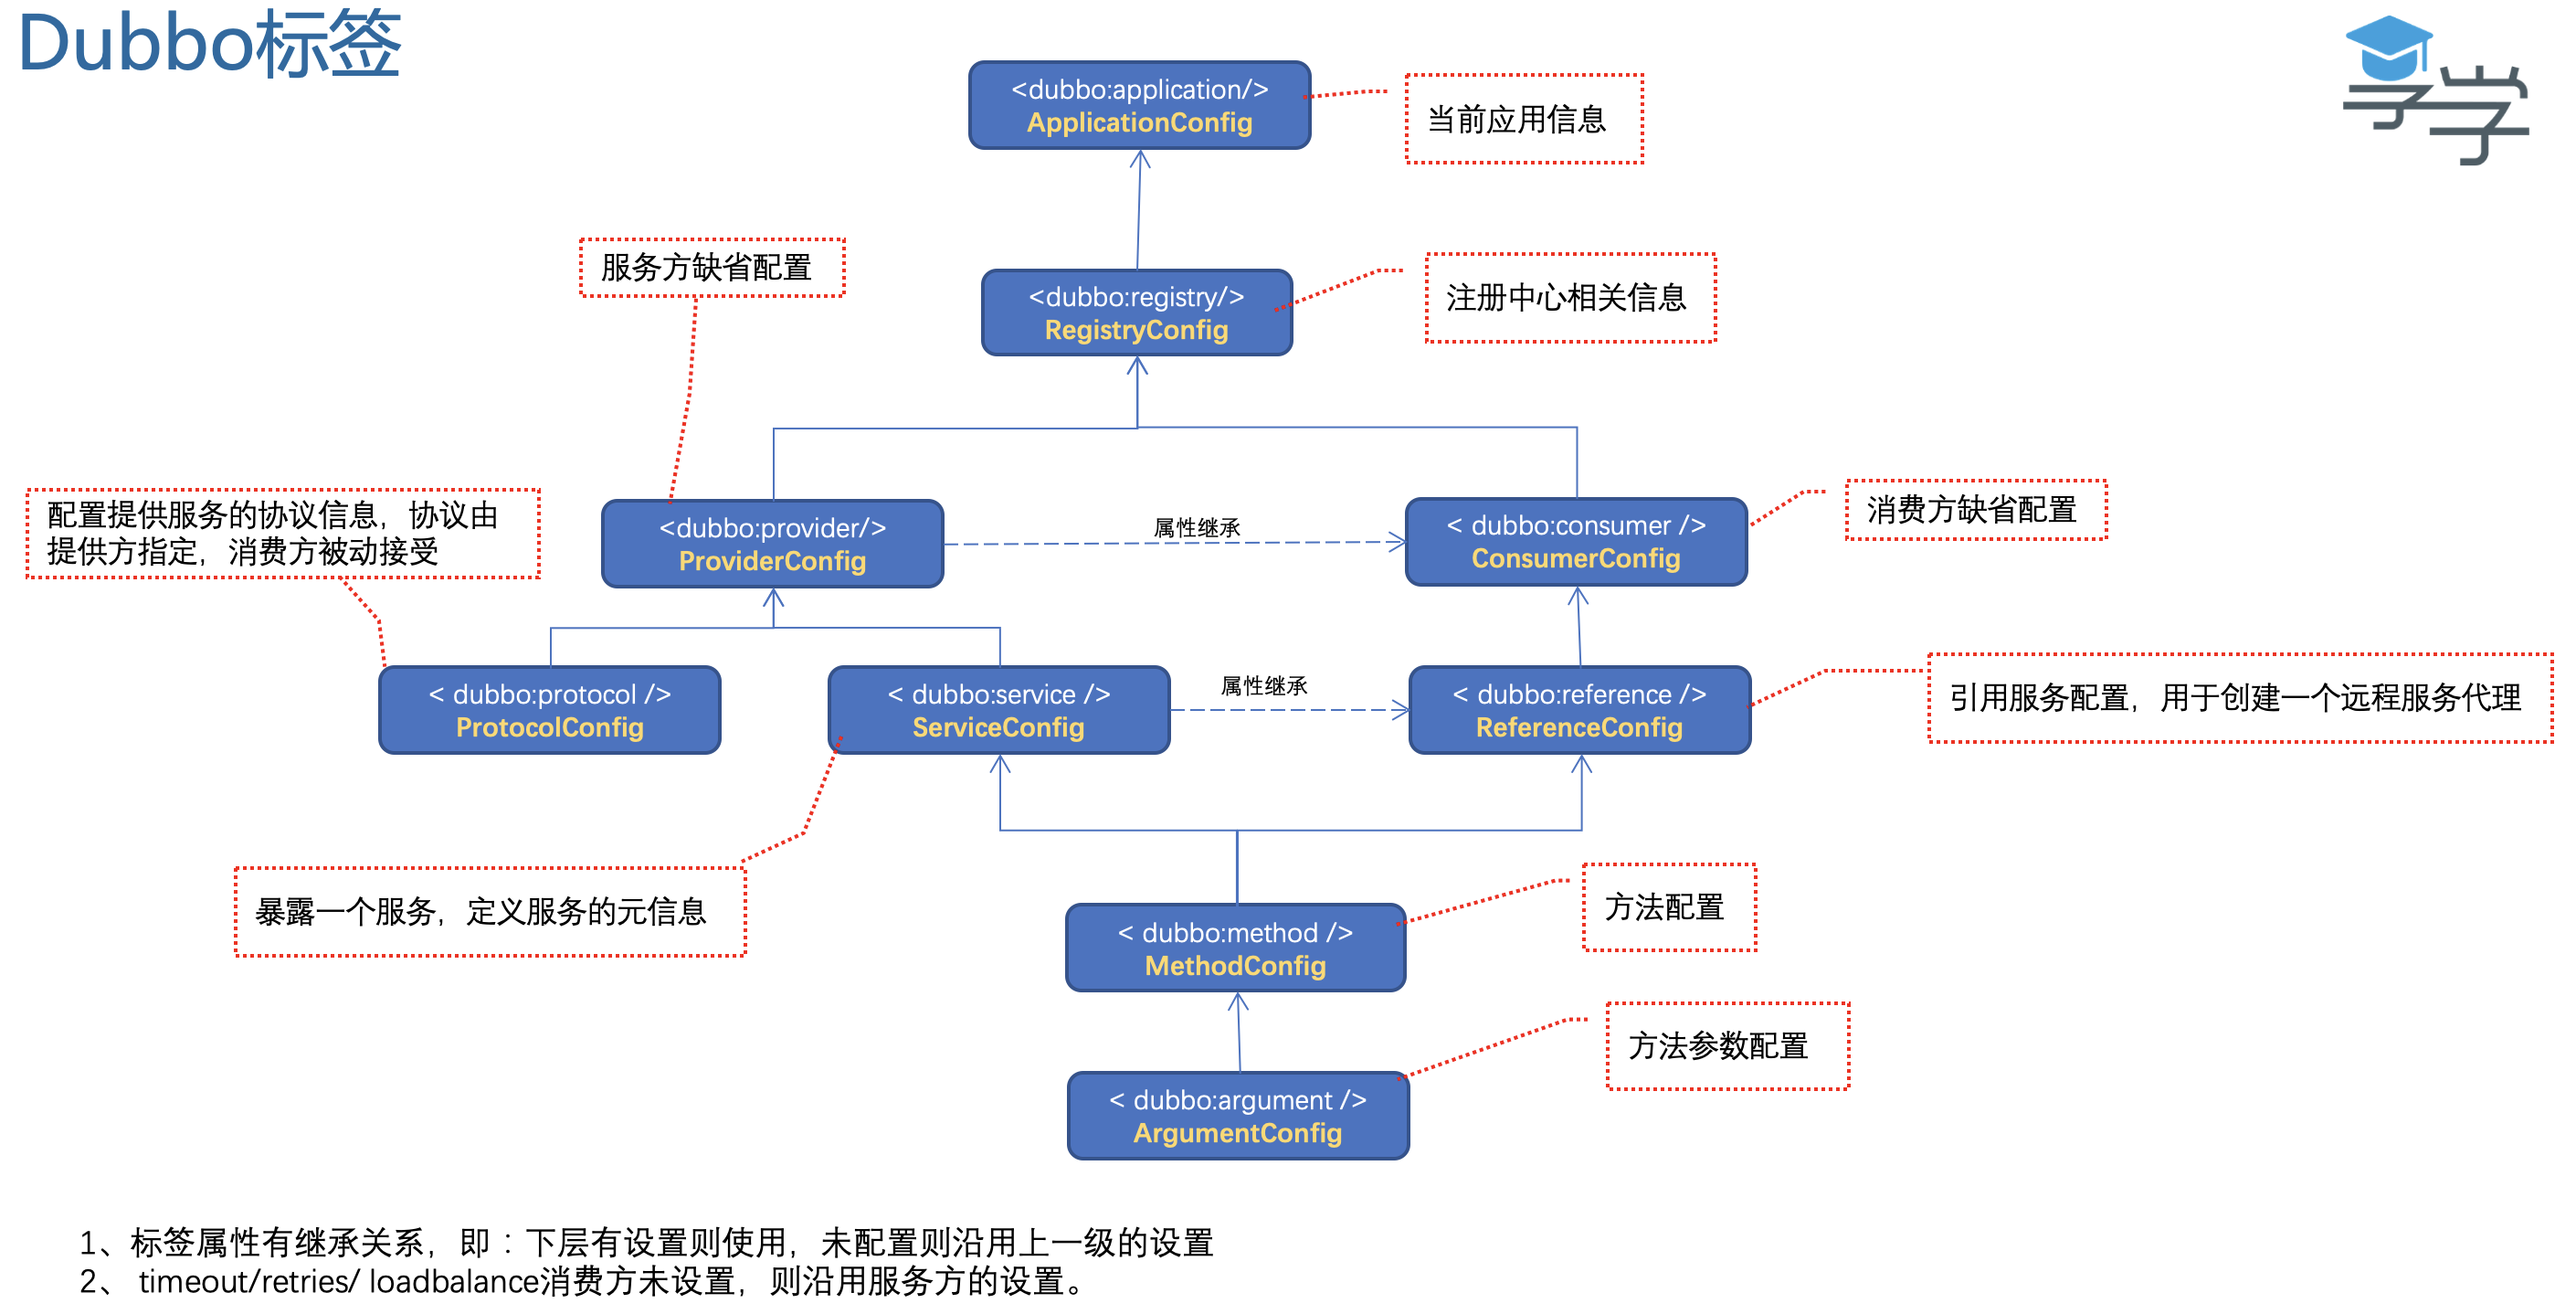 Dubbo标签
<dubbo:application/>
ApplicationConfig
当前应用信息
服务方缺省配置
<dubbo:registry/>
RegistryConfig
注册中心相关信息
配置提供服务的协议信息，协议由
提供方指定，消费方被动接受
<dubbo:provider/>
ProviderConfig
属性继承
< dubbo:consumer />
ConsumerConfig
消费方缺省配置
< dubbo:protocol />
ProtocolConfig
< dubbo:service />
ServiceConfig
属性继承
< dubbo:reference />
ReferenceConfig
引用服务配置，用于创建一个远程服务代理
暴露一个服务，定义服务的元信息
< dubbo:method />
MethodConfig
方法配置
< dubbo:argument />
ArgumentConfig
方法参数配置
1、标签属性有继承关系，即：下层有设置则使用，未配置则沿用上一级的设置
2、 timeout/retries/ loadbalance消费方未设置，则沿用服务方的设置。